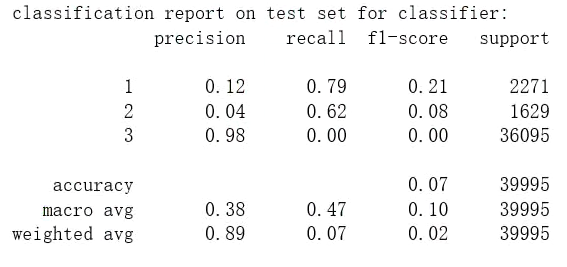 classification report on test set for classifier:
precision recall f1-score support
1 0.12 0.79 0.21 2271
2 0.04 0.62 0.08 1629
3 0.98 0.00 0.00 36095
accuracy 0.07 39995
macro avg 0.38 0.47 0.10 39995
weighted avg 0.89 0.07 0.02 39995